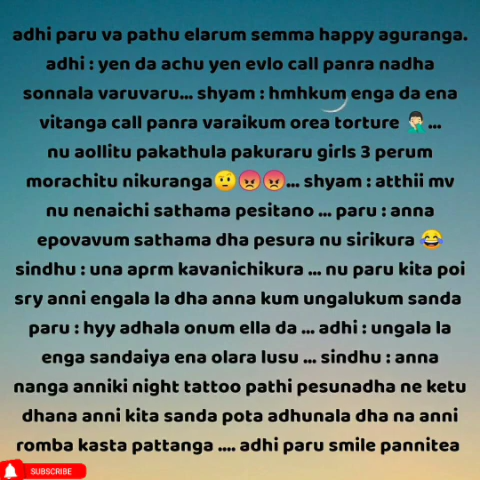 adhi paru va pathu elarum semma happy aguranga.
adhi : yen da achu yen evlo call panra nadha
sonnala varuvaru... shyam : hmhkum enga da ena
vitanga call panra varaikum orea torture 🤦🏻‍♂️...
nu aollitu pakathula pakuraru girls 3 perum
morachitu nikuranga🤨😡😡... shyam : atthii mv
nu nenaichi sathama pesitano ... paru : anna
epovavum sathama dha pesura nu sirikura 😂
sindhu : una aprm kavanichikura ... nu paru kita poi
sry anni engala la dha anna kum ungalukum sanda
paru : hyy adhala onum ella da ... adhi : ungala la
enga sandaiya ena olara lusu ... sindhu : anna
nanga anniki night tattoo pathi pesunadha ne ketu
dhana anni kita sanda pota adhunala dha na anni
romba kasta pattanga .... adhi paru smile pannitea
SUBSCRIBE